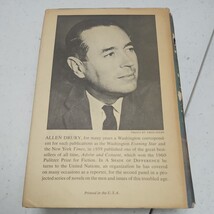 ALLEN DRURY, for many years a Washington correspond-
ent for such publications as the Washington Evening Star and
the New York Times, in 1959 published one of the great best-
sellers of all time, Advise and Consent, which won the 1960
Pulitzer Prize for Fiction. In A SHADE OF DIFFERENCE
to the United Nations, an organization he has covered
on many occasions as a reporter, for the second panel in a pro-
jected series of novels on the men and issues of this troubled age
Printed in the U.S.A.